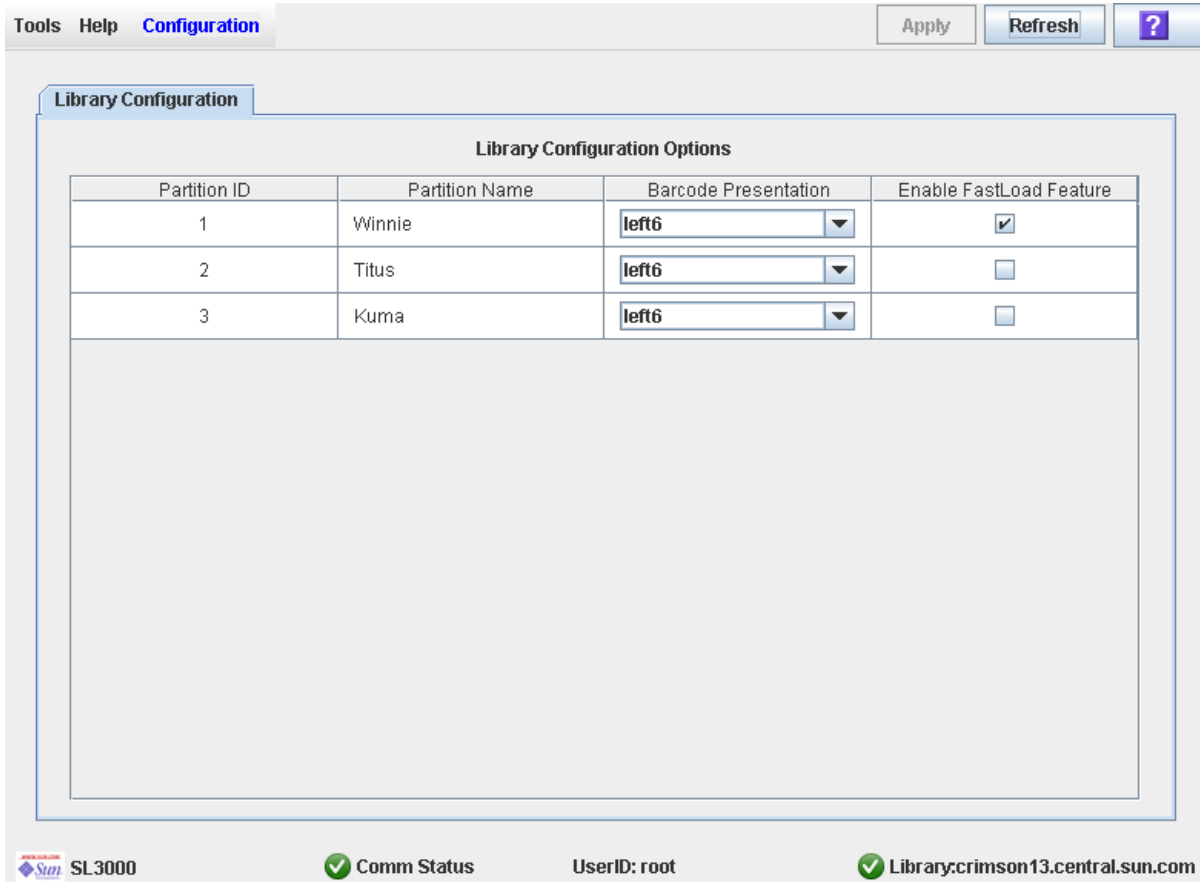 Tools Help Configuration Apply Refresh ?
Library Configuration
Library Configuration Options
Partition ID Partition Name Barcode Presentation Enable FastLoad Feature
1 Winnie left6
2 Titus left6
3 Kuma left6
Sun SL3000 Comm Status UserID: root Library:crimson13.central.sun.com